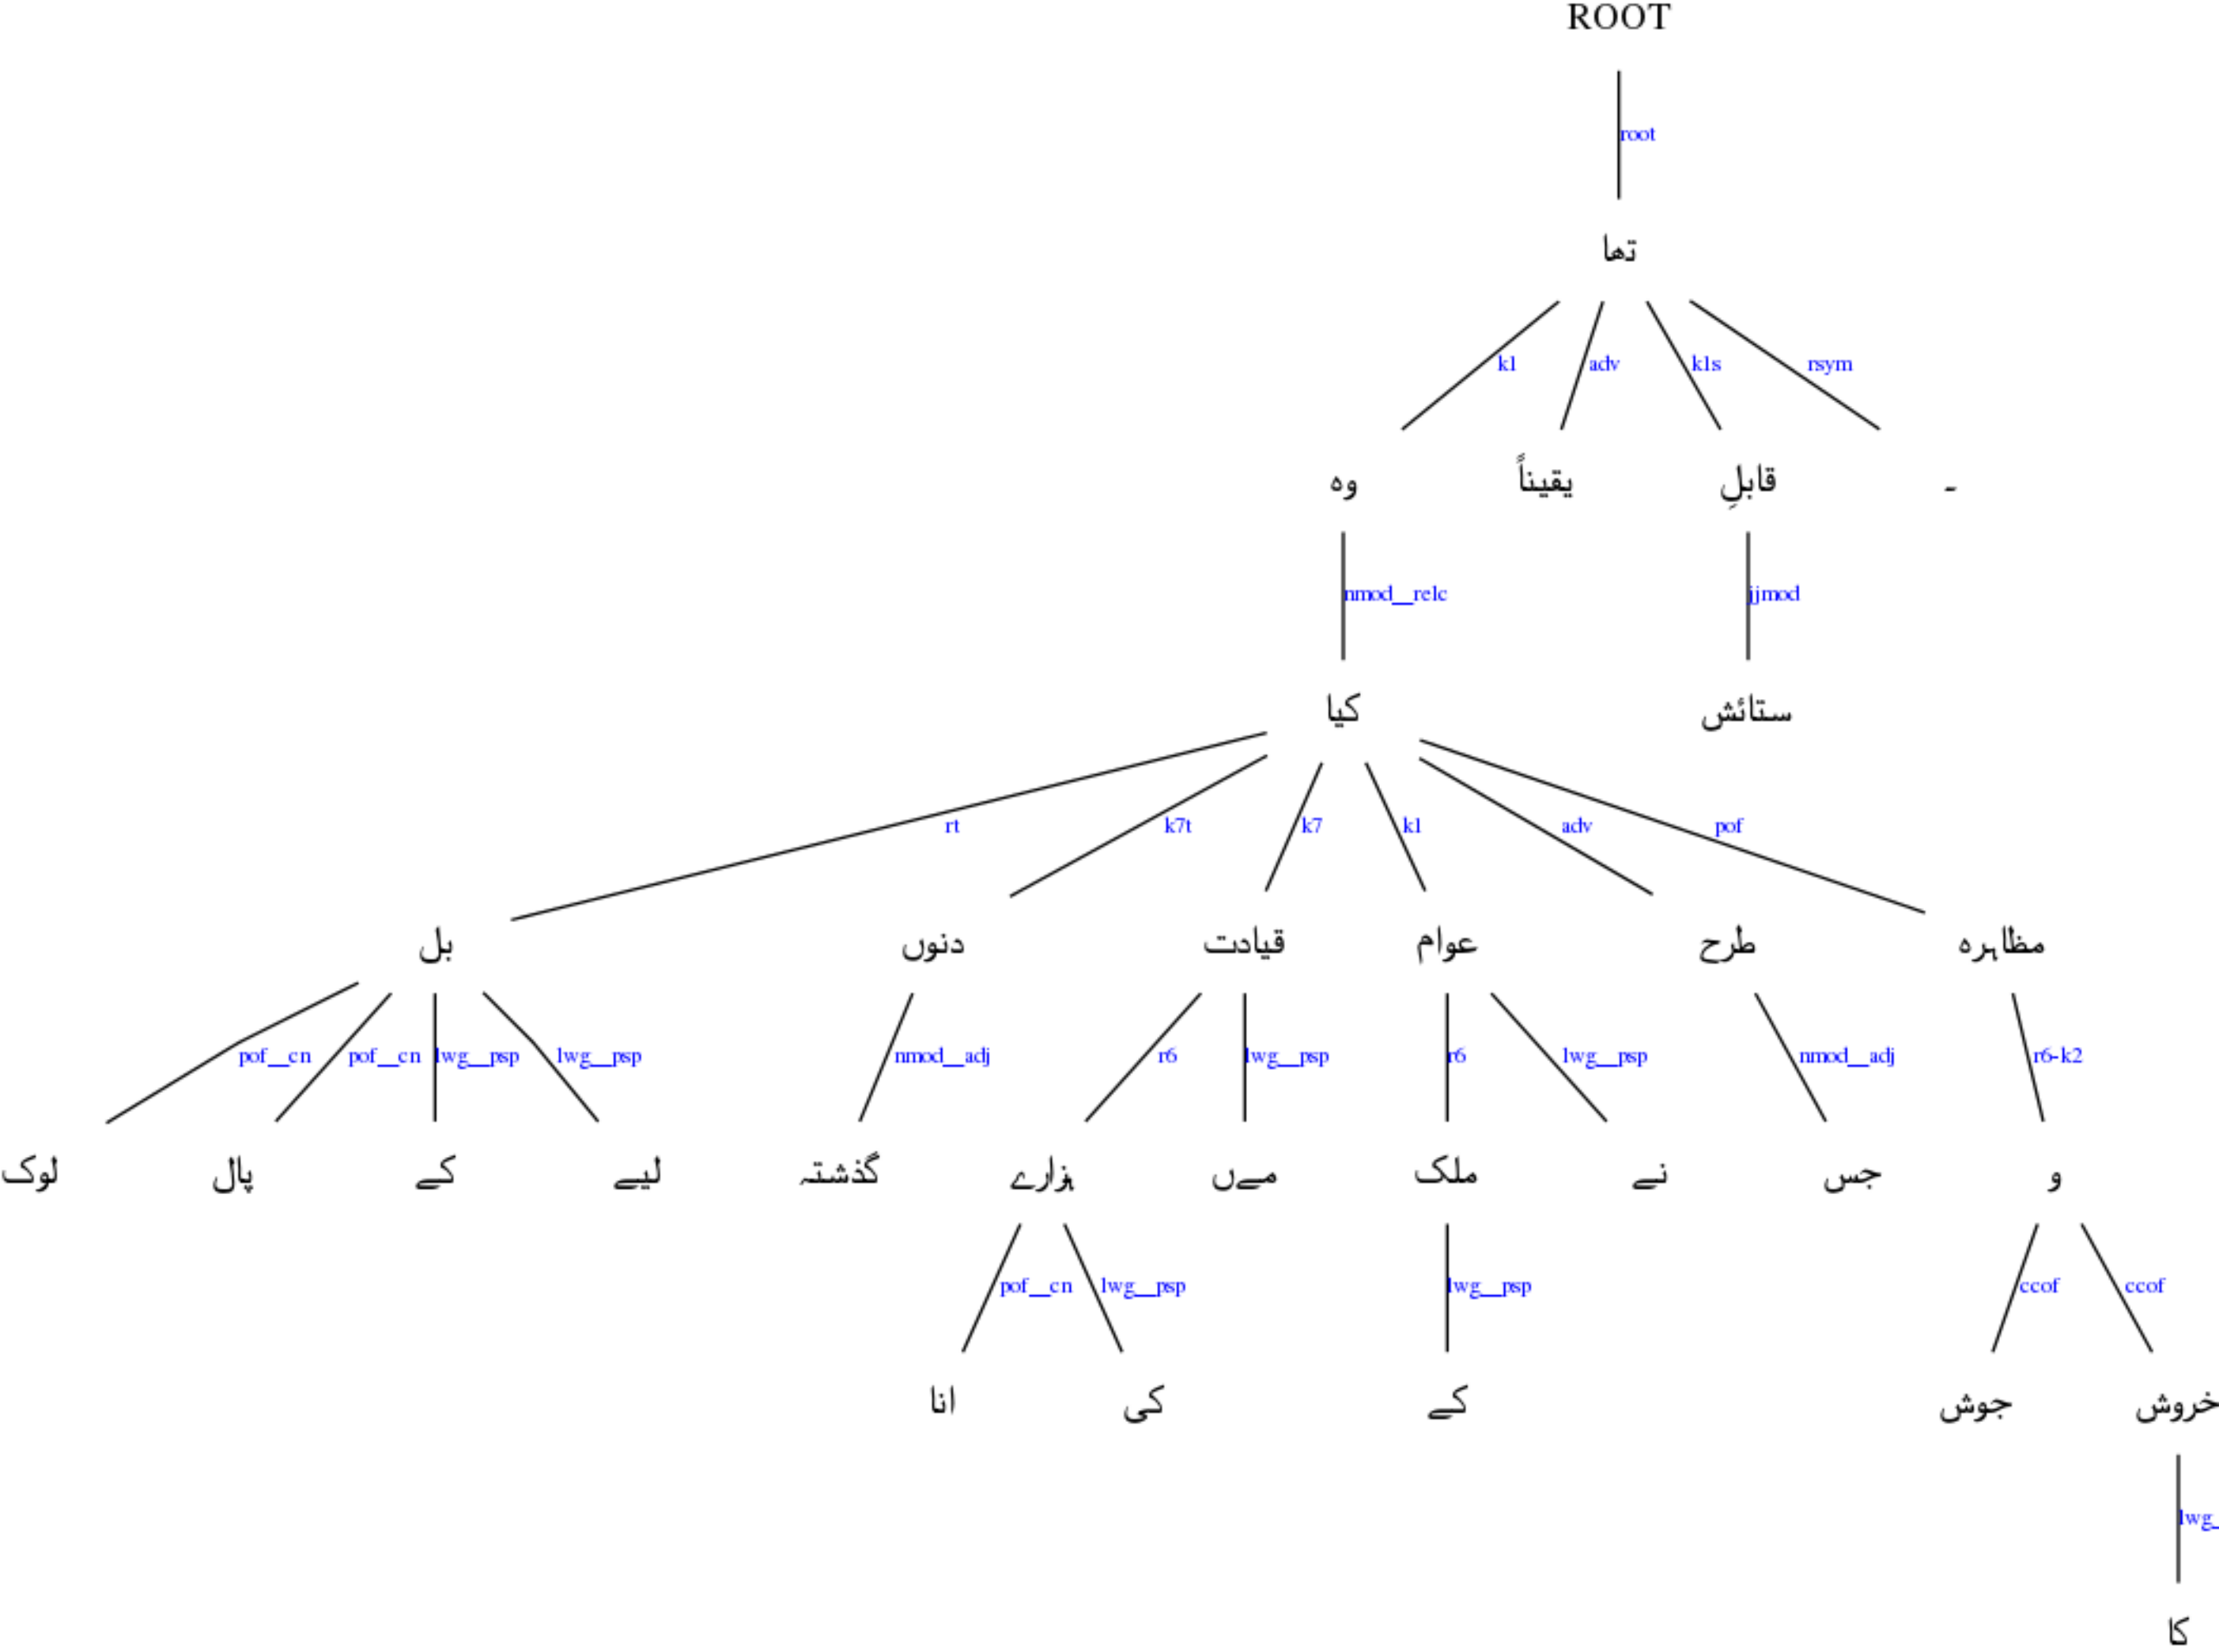 ROOT
root
تھا
k1 adv k1s rsym
وہ یقیناً قابلِ ۔
nmod__relc jjmod
کیا ستائش
rt k7t k7 k1 adv pof
بل دنوں قیادت عوام طرح مظاہرہ
pof__cn pof__cn lwg__psp lwg__psp nmod__adj r6 lwg__psp r6 lwg__psp nmod__adj r6-k2
لوک پال کے لیے گذشتہ ہزارے مےں ملک نے جس و
pof__cn lwg__psp lwg__psp ccof ccof
انا کی کے جوش خروش
lwg_
کا